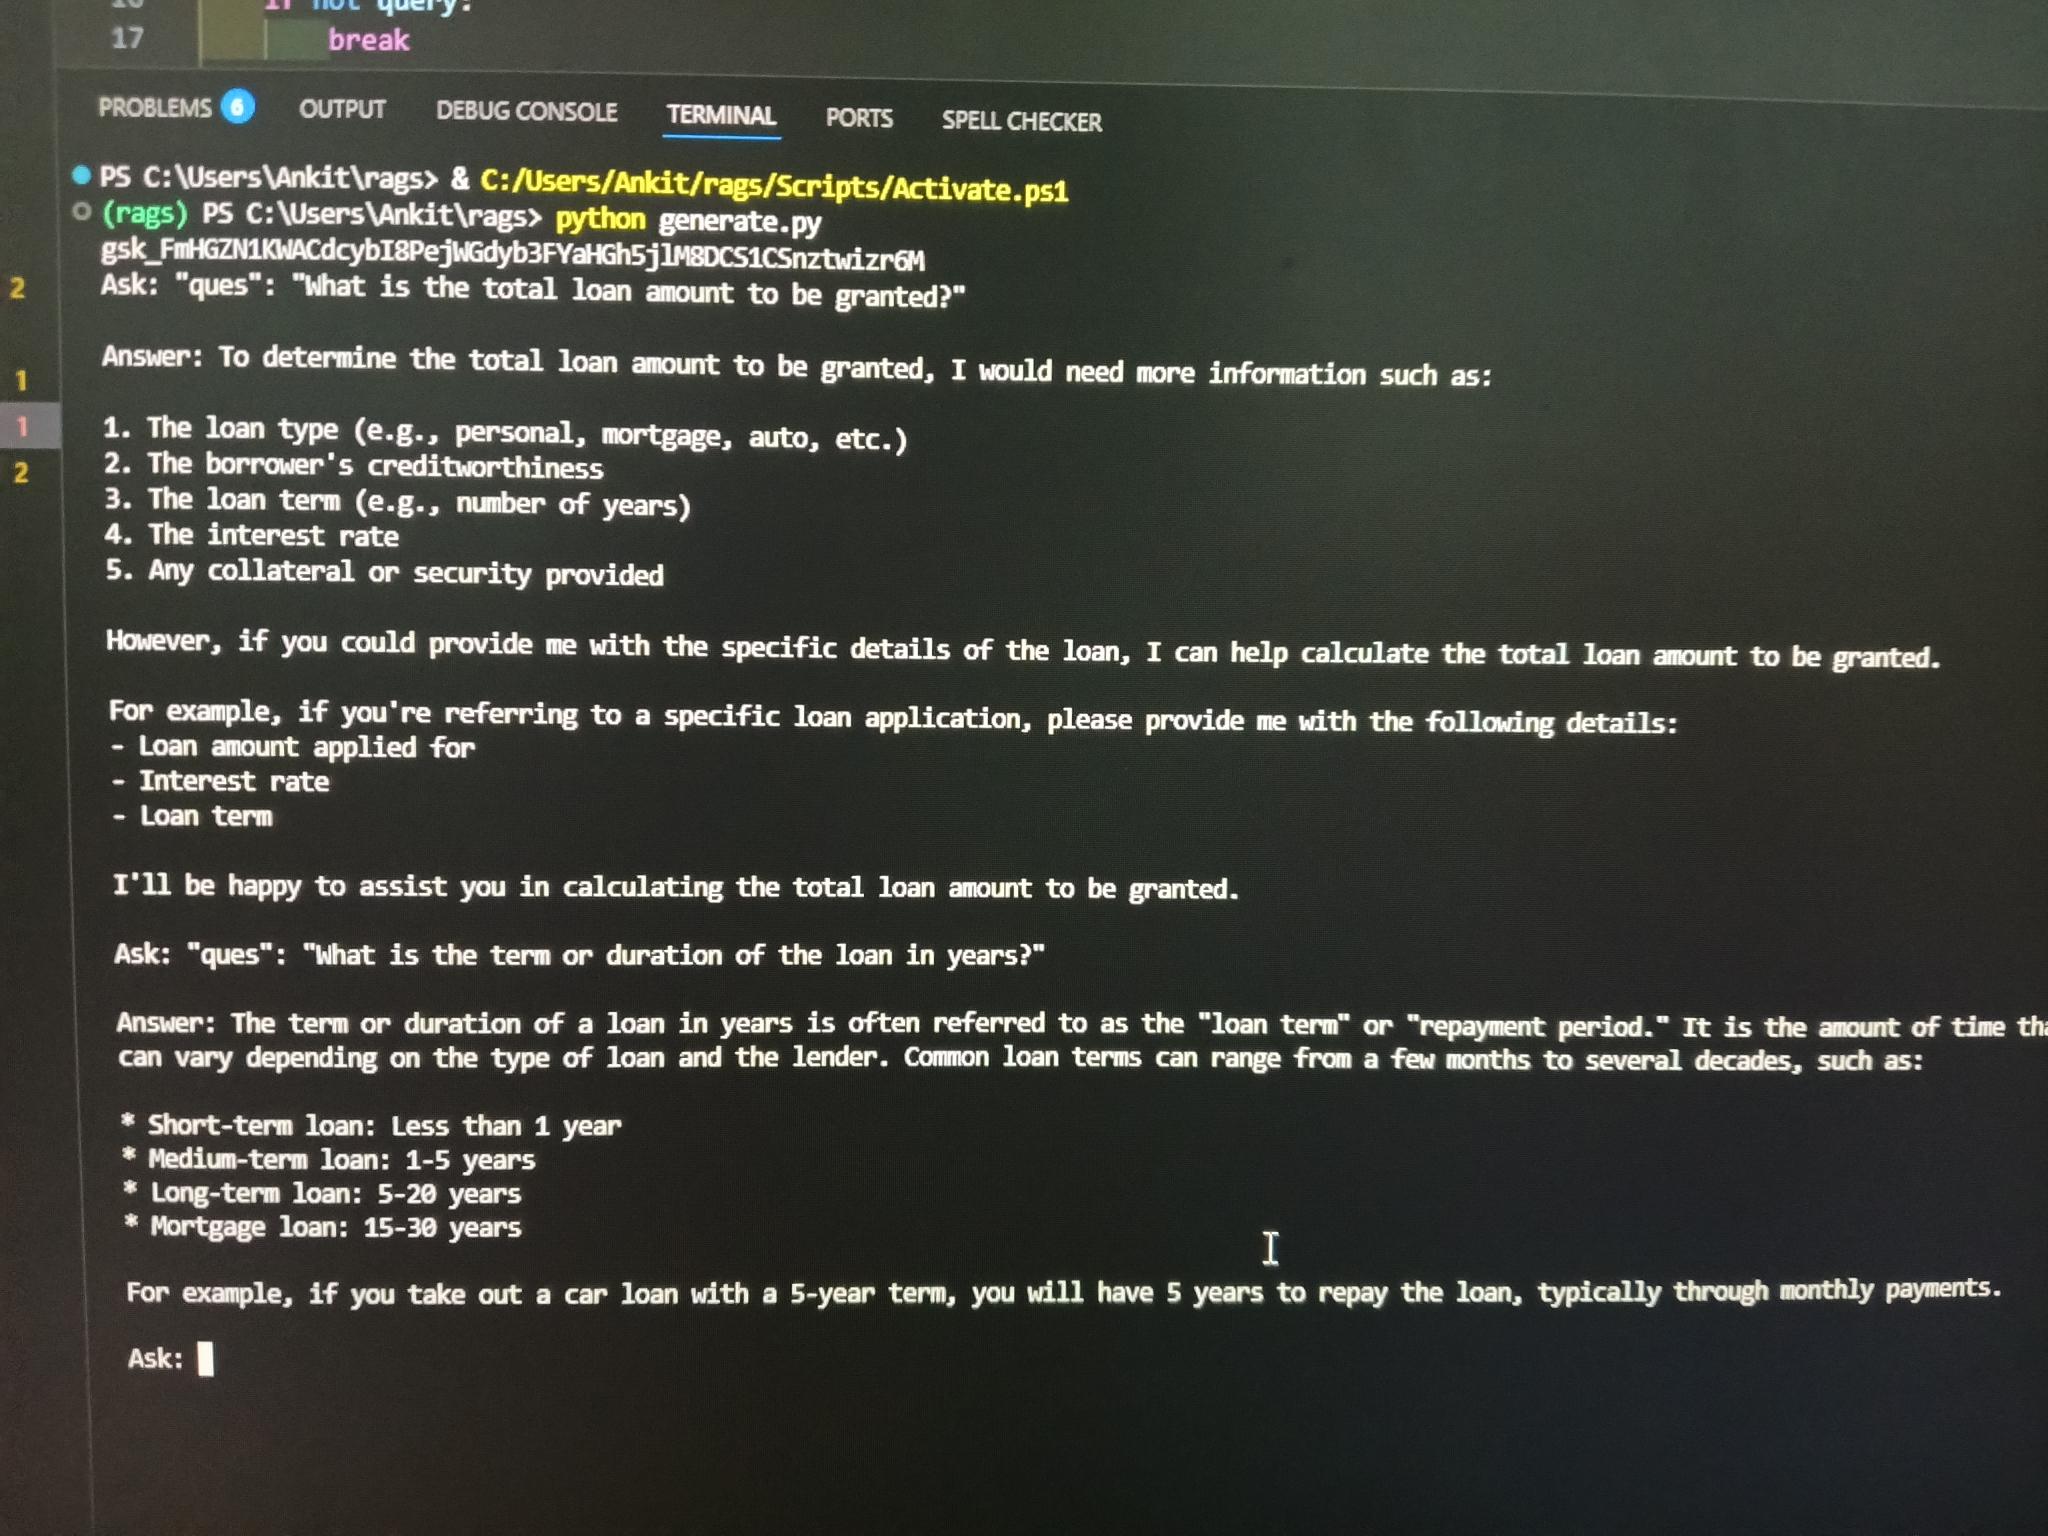 if not query:
17 break
PROBLEMS 6 OUTPUT DEBUG CONSOLE TERMINAL PORTS SPELL CHECKER
PS C:\Users\Ankit\rags> & C:/Users/Ankit/rags/Scripts/Activate.ps1
(rags) PS C:\Users\Ankit\rags> python generate.py
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
2
Ask: "ques": "What is the total loan amount to be granted?"
Answer: To determine the total loan amount to be granted, I would need more information such as:
1
1. The loan type (e.g., personal, mortgage, auto, etc.)
1
2. The borrower's creditworthiness
2
3. The loan term (e.g., number of years)
4. The interest rate
5. Any collateral or security provided
However, if you could provide me with the specific details of the loan, I can help calculate the total loan amount to be granted.
For example, if you're referring to a specific loan application, please provide me with the following details:
- Loan amount applied for
- Interest rate
- Loan term
I'll be happy to assist you in calculating the total loan amount to be granted.
Ask: "ques": "What is the term or duration of the loan in years?"
Answer: The term or duration of a loan in years is often referred to as the "loan term" or "repayment period." It is the amount of time
can vary depending on the type of loan and the lender. Common loan terms can range from a few months to several decades, such as:
* Short-term loan: Less than 1 year
* Medium-term loan: 1-5 years
* Long-term loan: 5-20 years
* Mortgage loan: 15-30 years
For example, if you take out a car loan with a 5-year term, you will have 5 years to repay the loan, typically through monthly payments.
Ask: